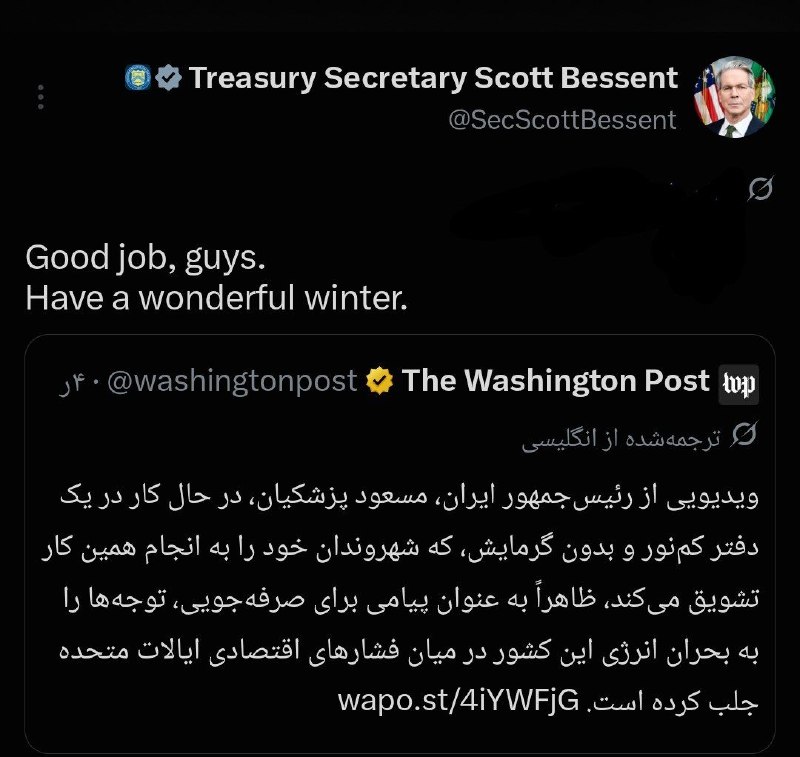 Treasury Secretary Scott Bessent
@SecScottBessent
Good job, guys.
Have a wonderful winter.
The Washington Post @washingtonpost · ۴ر
ترجمه‌شده از انگلیسی
ویدیویی از رئیس‌جمهور ایران، مسعود پزشکیان، در حال کار در یک
دفتر کم‌نور و بدون گرمایش، که شهروندان خود را به انجام همین کار
تشویق می‌کند، ظاهراً به عنوان پیامی برای صرفه‌جویی، توجه‌ها را
به بحران انرژی این کشور در میان فشارهای اقتصادی ایالات متحده
جلب کرده است. wapo.st/4iYWFjG